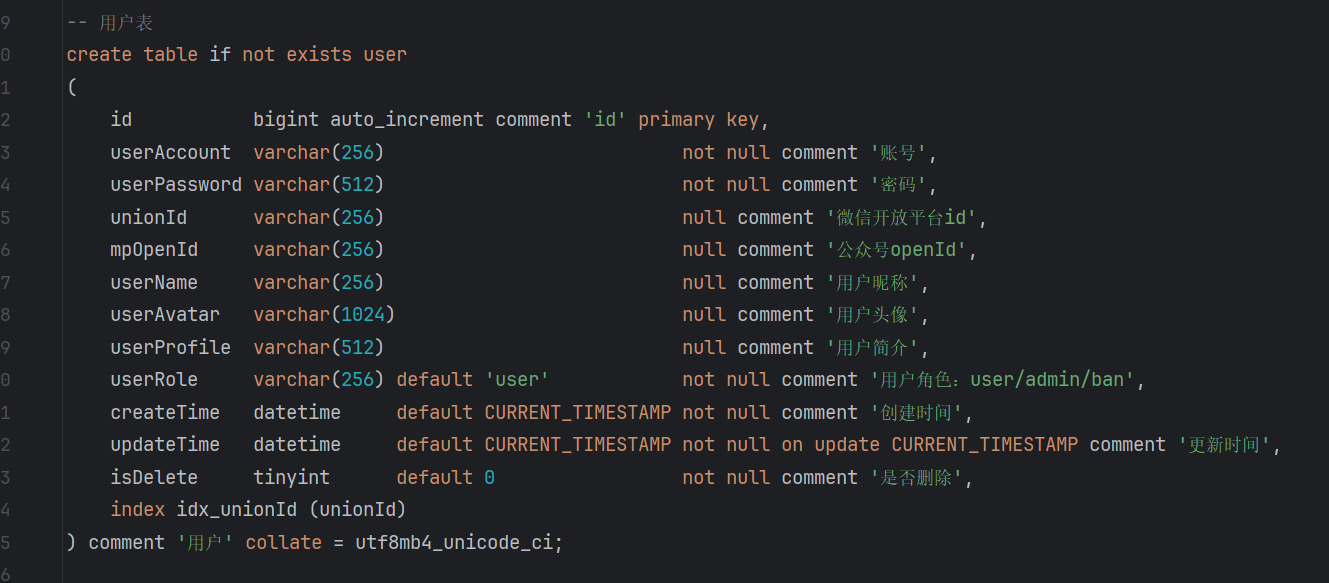 9 -- 用户表
0 create table if not exists user
1 (
2 id bigint auto_increment comment 'id' primary key,
3 userAccount varchar(256) not null comment '账号',
4 userPassword varchar(512) not null comment '密码',
5 unionId varchar(256) null comment '微信开放平台id',
6 mpOpenId varchar(256) null comment '公众号openId',
7 userName varchar(256) null comment '用户昵称',
8 userAvatar varchar(1024) null comment '用户头像',
9 userProfile varchar(512) null comment '用户简介',
0 userRole varchar(256) default 'user' not null comment '用户角色：user/admin/ban',
1 createTime datetime default CURRENT_TIMESTAMP not null comment '创建时间',
2 updateTime datetime default CURRENT_TIMESTAMP not null on update CURRENT_TIMESTAMP comment '更新时间',
3 isDelete tinyint default 0 not null comment '是否删除',
4 index idx_unionId (unionId)
5 ) comment '用户' collate = utf8mb4_unicode_ci;
6